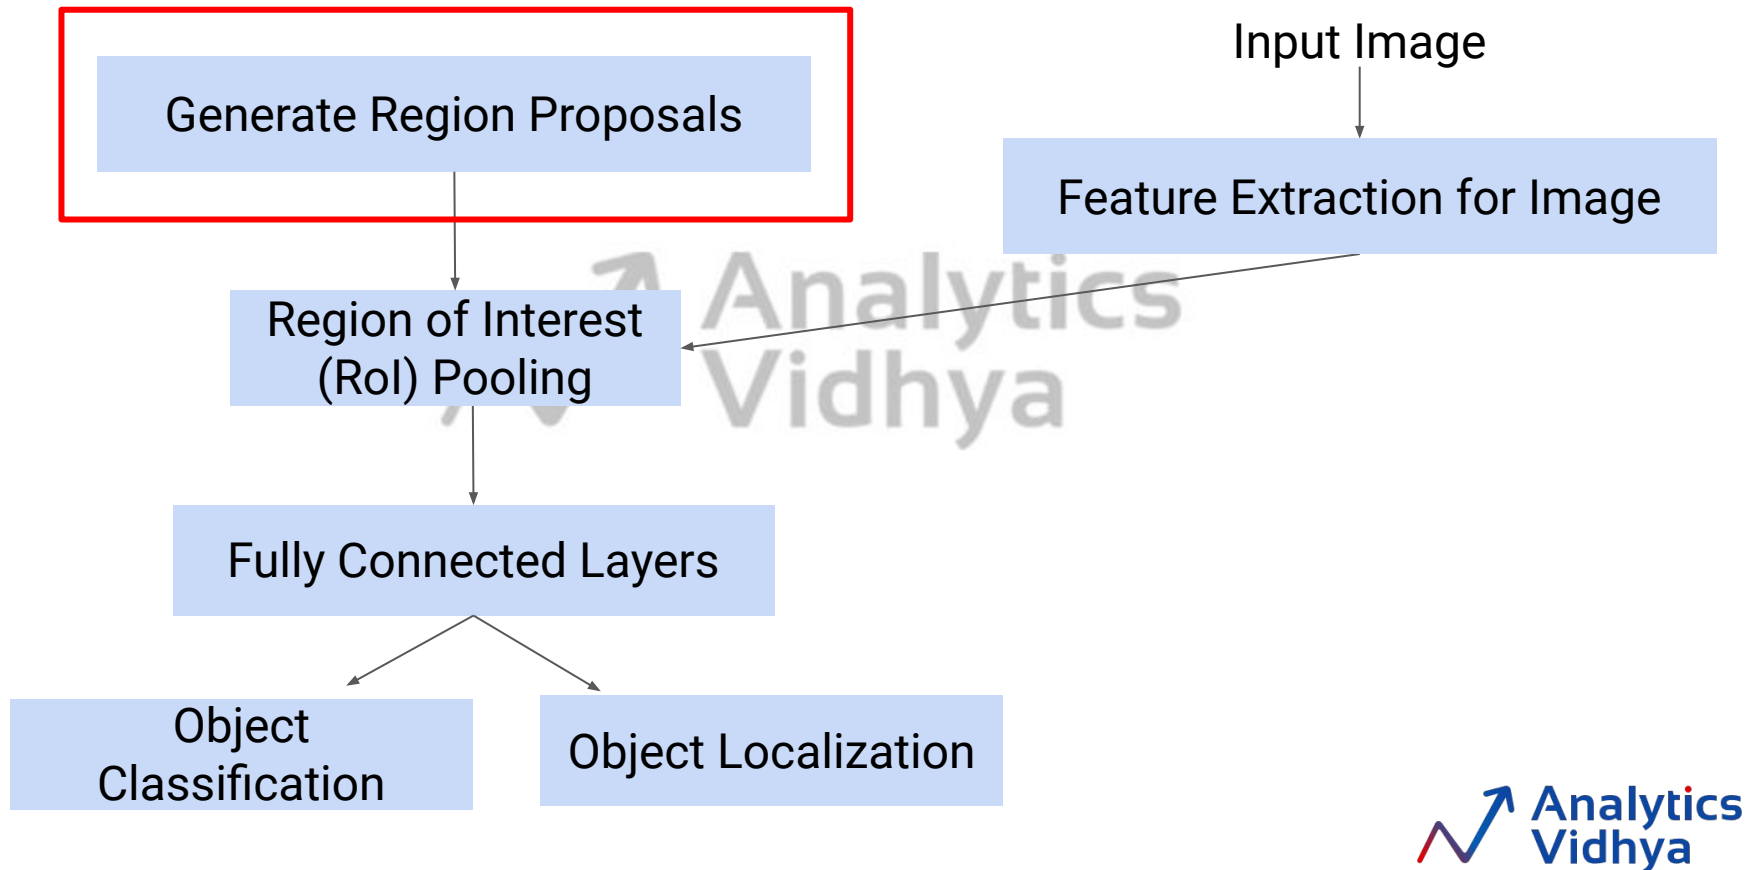 Generate Region Proposals
Input Image
Feature Extraction for Image
Analytics
Vidhya
Region of Interest
(RoI) Pooling
Fully Connected Layers
Object
Classification
Object Localization
Analytics
Vidhya